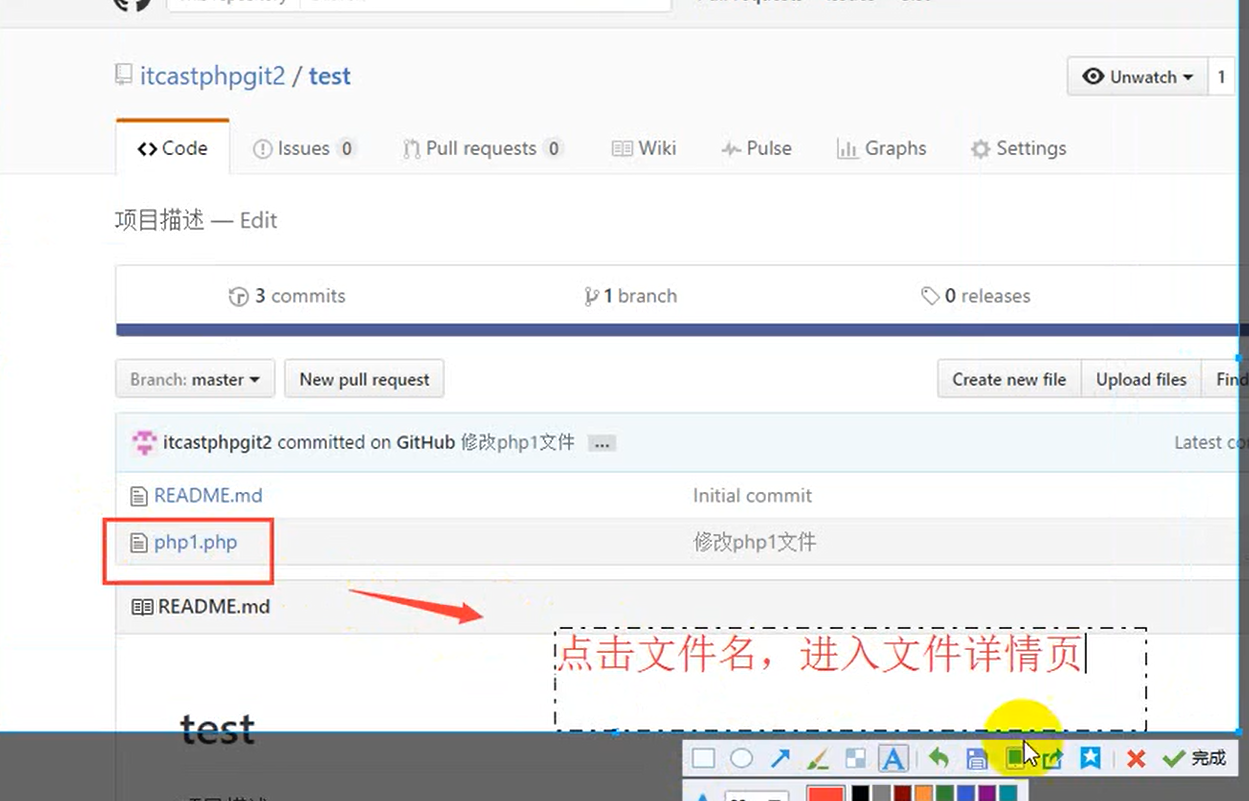 itcastphpgit2 / test
Unwatch 1
Code Issues 0 Pull requests 0 Wiki Pulse Graphs Settings
项目描述 — Edit
3 commits 1 branch 0 releases
Branch: master New pull request Create new file Upload files Find
itcastphpgit2 committed on GitHub 修改php1文件 ... Latest
README.md Initial commit
php1.php 修改php1文件
README.md
点击文件名，进入文件详情页
test
A 完成